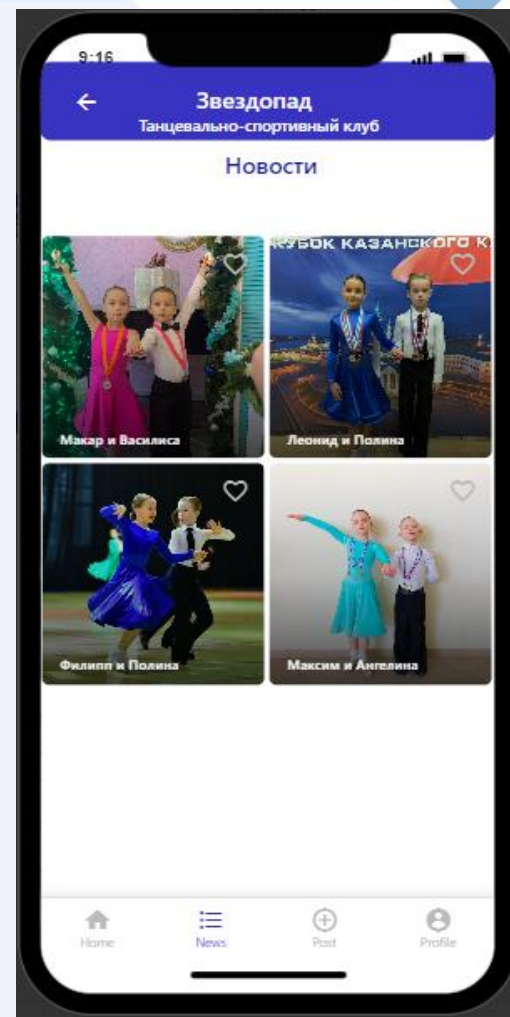 9:16
Звездопад
Танцевально-спортивный клуб
Новости
КУБОК КАЗАНСКОГО К
Макар и Василиса
Леонид и Полина
Филипп и Полина
Максим и Ангелина
Home
News
Post
Profile